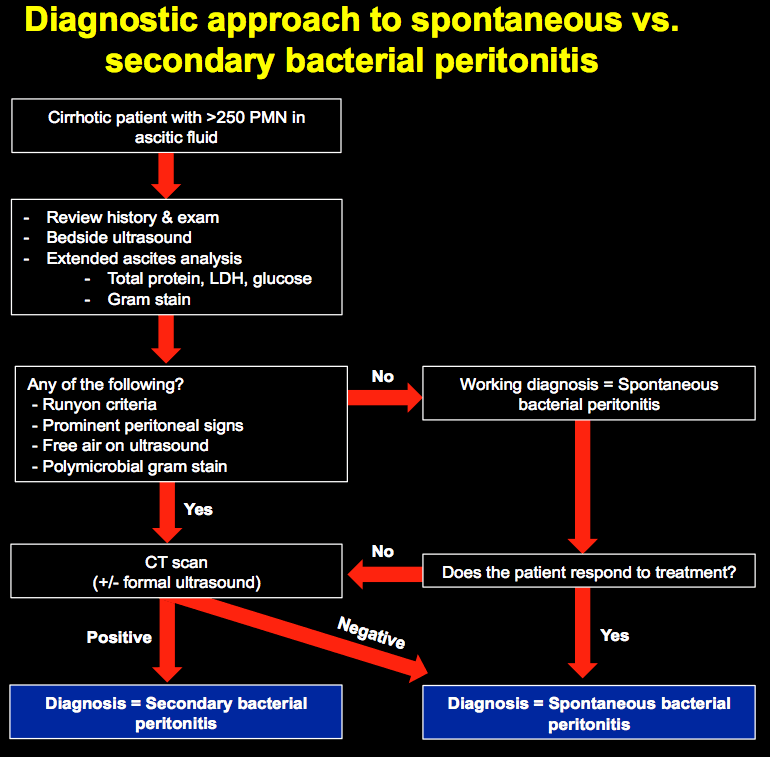 Diagnostic approach to spontaneous vs.
secondary bacterial peritonitis
Cirrhotic patient with >250 PMN in
ascitic fluid
- Review history & exam
- Bedside ultrasound
- Extended ascites analysis
- Total protein, LDH, glucose
- Gram stain
Any of the following?
- Runyon criteria
- Prominent peritoneal signs
- Free air on ultrasound
- Polymicrobial gram stain
No
Working diagnosis = Spontaneous
bacterial peritonitis
Yes
CT scan
(+/- formal ultrasound)
No
Does the patient respond to treatment?
Positive
Negative
Yes
Diagnosis = Secondary bacterial
peritonitis
Diagnosis = Spontaneous bacterial
peritonitis